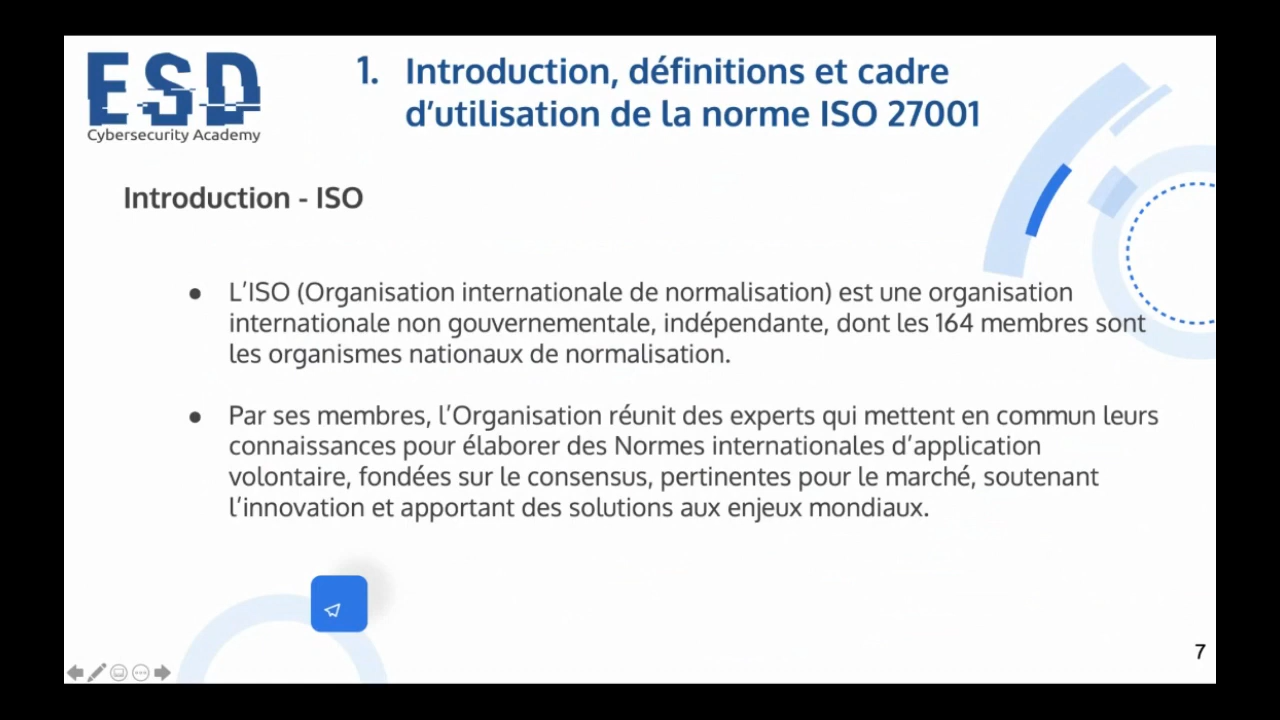 ESD
Cybersecurity Academy
1. Introduction, définitions et cadre
d’utilisation de la norme ISO 27001
Introduction - ISO
● L’ISO (Organisation internationale de normalisation) est une organisation
internationale non gouvernementale, indépendante, dont les 164 membres sont
les organismes nationaux de normalisation.
● Par ses membres, l’Organisation réunit des experts qui mettent en commun leurs
connaissances pour élaborer des Normes internationales d’application
volontaire, fondées sur le consensus, pertinentes pour le marché, soutenant
l’innovation et apportant des solutions aux enjeux mondiaux.
7